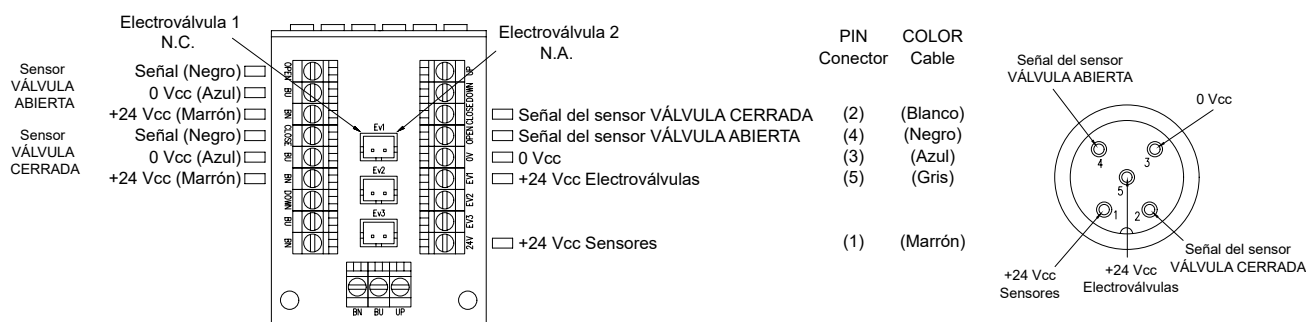 Electroválvula 1
N.C.
Electroválvula 2
N.A.
PIN
Conector
COLOR
Cable
Sensor
VÁLVULA
ABIERTA
Señal (Negro)
0 Vcc (Azul)
+24 Vcc (Marrón)
Sensor
VÁLVULA
CERRADA
Señal (Negro)
0 Vcc (Azul)
+24 Vcc (Marrón)
OPEN
BU
BN
CLOSE
BU
BN
DOWN
BU
BN
Ev1
Ev2
Ev3
UP
DOWN
CLOSE
OPEN
0V
EV1
EV2
EV3
24V
BN BU UP
Señal del sensor VÁLVULA CERRADA (2) (Blanco)
Señal del sensor VÁLVULA ABIERTA (4) (Negro)
0 Vcc (3) (Azul)
+24 Vcc Electroválvulas (5) (Gris)
+24 Vcc Sensores (1) (Marrón)
Señal del sensor
VÁLVULA ABIERTA
0 Vcc
4
3
5
1
2
+24 Vcc
Sensores
+24 Vcc
Electroválvulas
Señal del sensor
VÁLVULA CERRADA